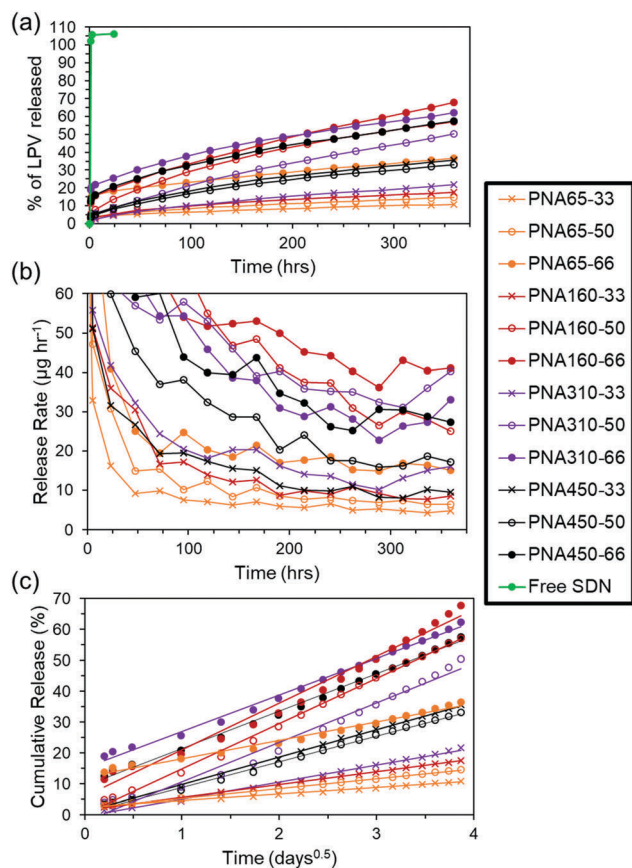 (a)
110
100
90
80
70
60
50
40
30
20
10
0
% of LPV released
0 100 200 300
Time (hrs)
(b)
60
50
40
30
20
10
0
Release Rate (µg hr⁻¹)
0 100 200 300
Time (hrs)
(c)
70
60
50
40
30
20
10
0
Cumulative Release (%)
0 1 2 3 4
Time (days⁰·⁵)
PNA65-33
PNA65-50
PNA65-66
PNA160-33
PNA160-50
PNA160-66
PNA310-33
PNA310-50
PNA310-66
PNA450-33
PNA450-50
PNA450-66
Free SDN